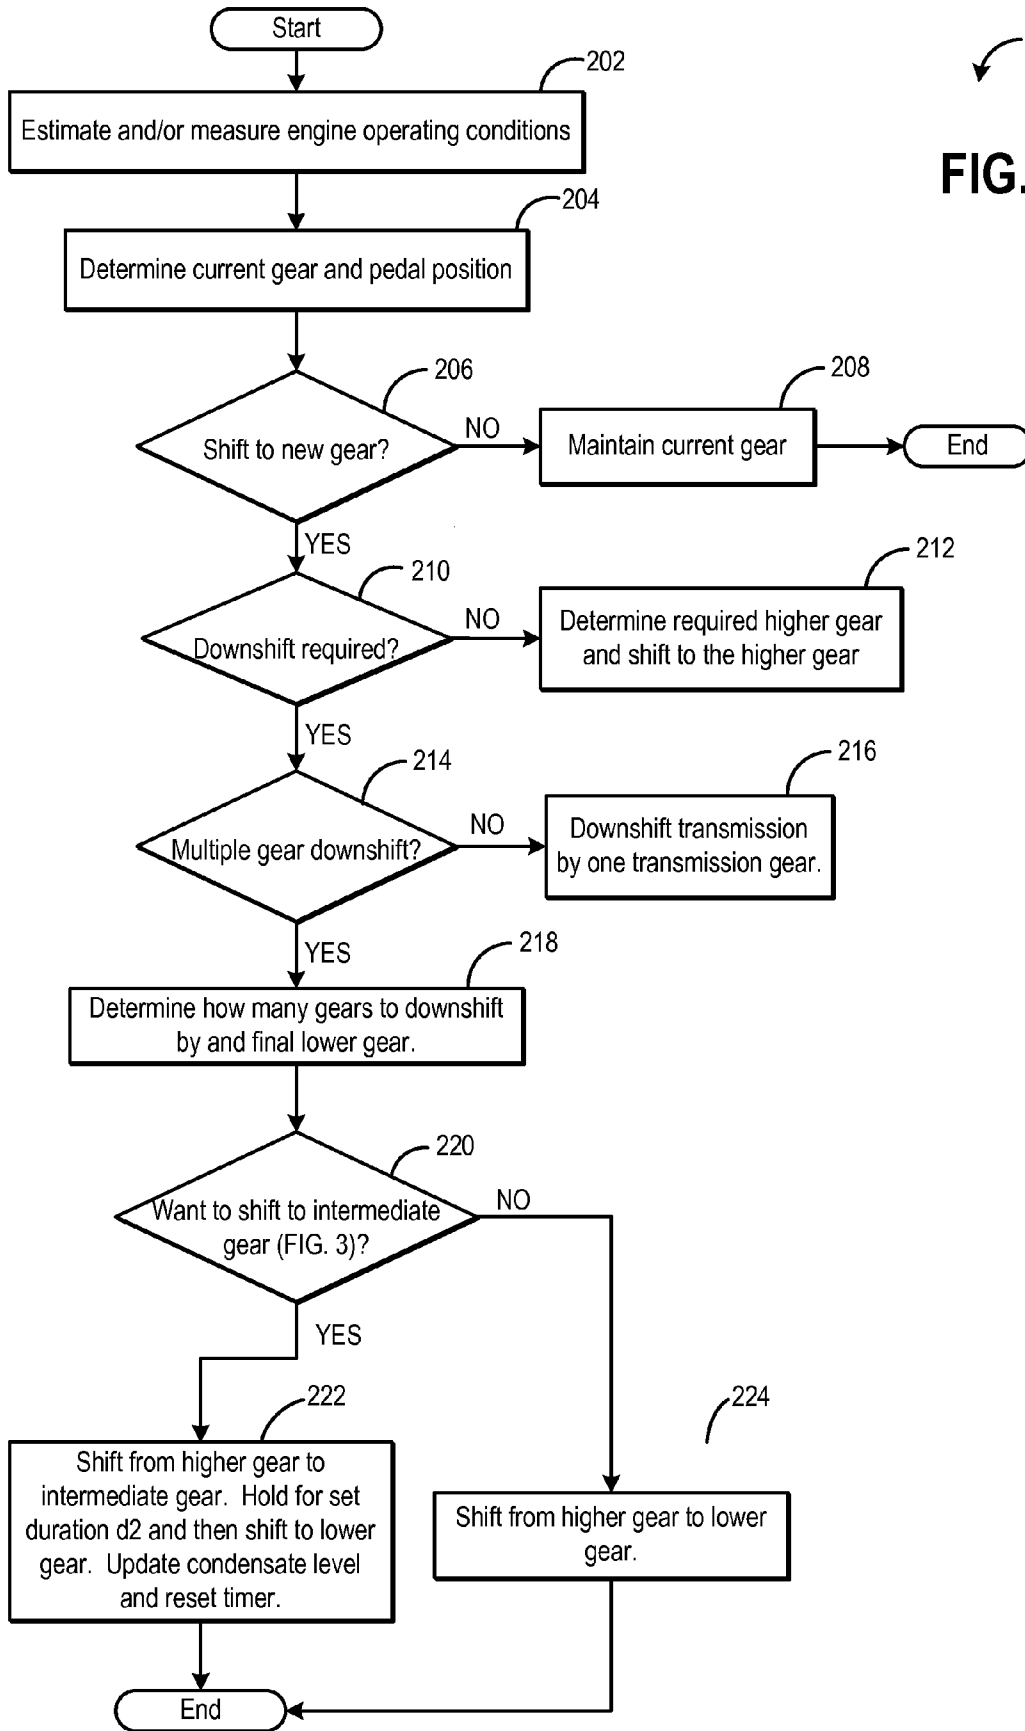 Start
202
Estimate and/or measure engine operating conditions
FIG.
204
Determine current gear and pedal position
206
Shift to new gear?
NO
208
Maintain current gear
End
YES
210
Downshift required?
NO
212
Determine required higher gear
and shift to the higher gear
YES
214
Multiple gear downshift?
NO
216
Downshift transmission
by one transmission gear.
YES
218
Determine how many gears to downshift
by and final lower gear.
220
Want to shift to intermediate
gear (FIG. 3)?
NO
YES
222
Shift from higher gear to
intermediate gear. Hold for set
duration d2 and then shift to lower
gear. Update condensate level
and reset timer.
224
Shift from higher gear to lower
gear.
End